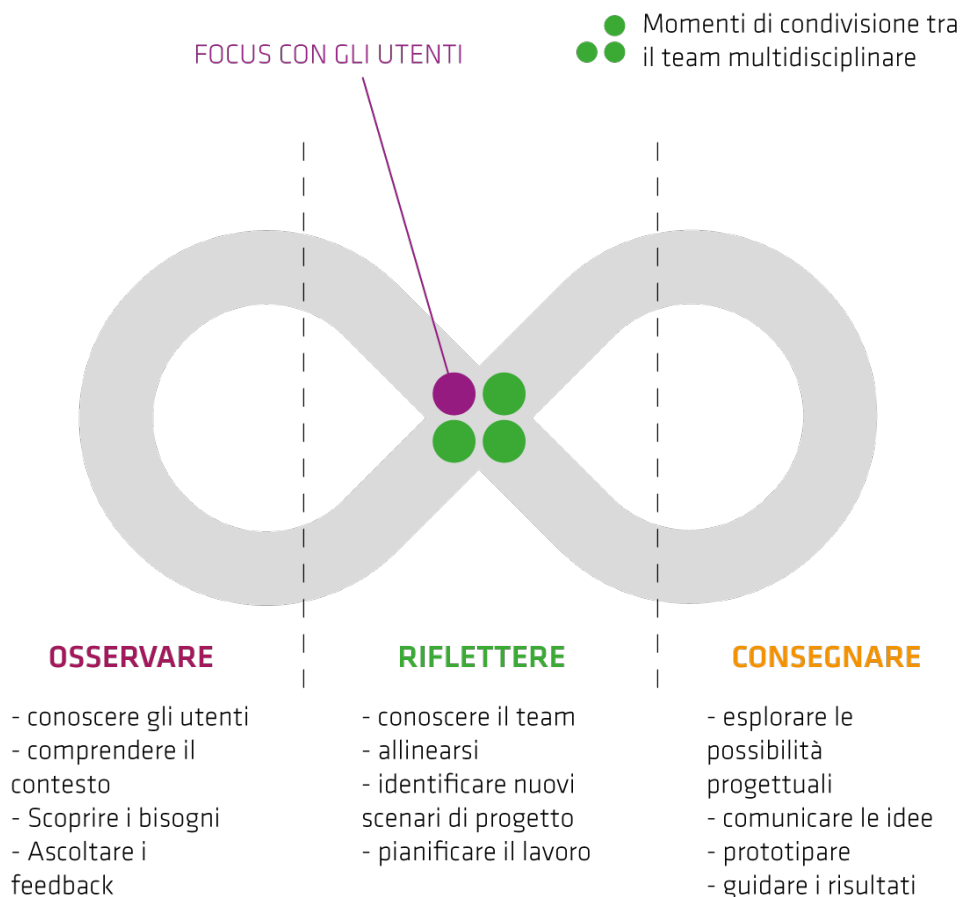 Momenti di condivisione tra
il team multidisciplinare
FOCUS CON GLI UTENTI
OSSERVARE
- conoscere gli utenti
- comprendere il
contesto
- Scoprire i bisogni
- Ascoltare i
feedback
RIFLETTERE
- conoscere il team
- allinearsi
- identificare nuovi
scenari di progetto
- pianificare il lavoro
CONSEGNARE
- esplorare le
possibilità
progettuali
- comunicare le idee
- prototipare
- guidare i risultati